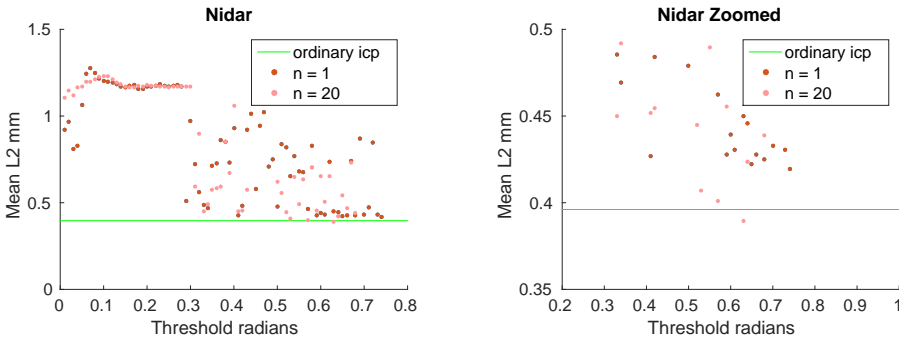 Nidar
1.5
1
0.5
0
Mean L2 mm
0 0.1 0.2 0.3 0.4 0.5 0.6 0.7 0.8
Threshold radians
ordinary icp
n = 1
n = 20
Nidar Zoomed
0.5
0.45
0.4
0.35
Mean L2 mm
0.2 0.3 0.4 0.5 0.6 0.7 0.8 0.9 1
Threshold radians
ordinary icp
n = 1
n = 20